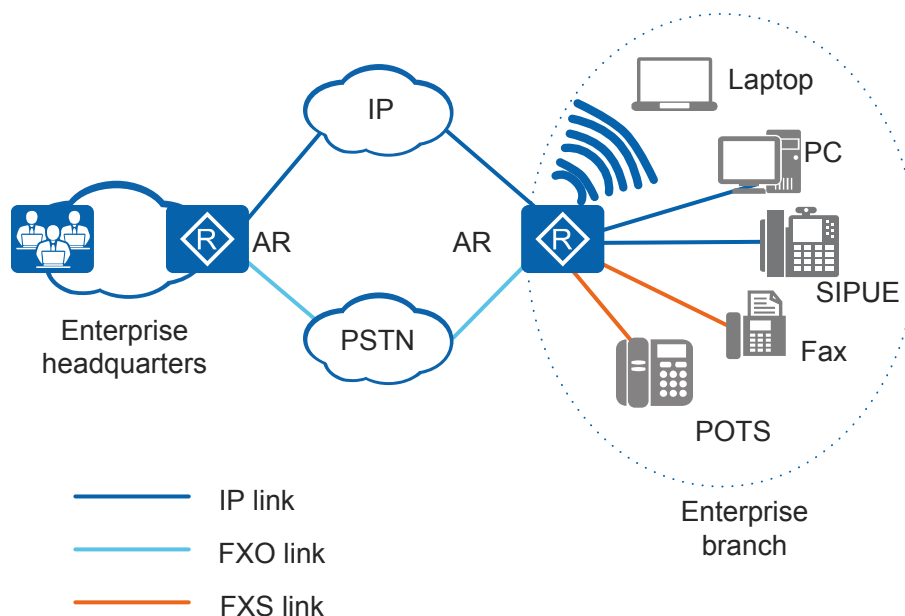 Laptop
IP
PC
R
AR
AR
R
SIPUE
Enterprise
headquarters
PSTN
Fax
POTS
IP link
Enterprise
branch
FXO link
FXS link